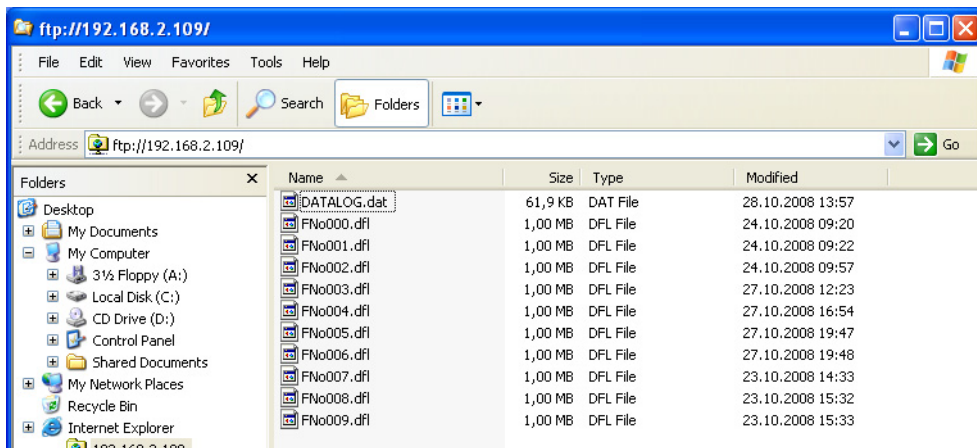 ftp://192.168.2.109/
File Edit View Favorites Tools Help
Back Search Folders
Address ftp://192.168.2.109/ Go
Folders
Desktop
My Documents
My Computer
3½ Floppy (A:)
Local Disk (C:)
CD Drive (D:)
Control Panel
Shared Documents
My Network Places
Recycle Bin
Internet Explorer
192.168.2.109
Name Size Type Modified
DATALOG.dat 61,9 KB DAT File 28.10.2008 13:57
FNo000.dfl 1,00 MB DFL File 24.10.2008 09:20
FNo001.dfl 1,00 MB DFL File 24.10.2008 09:22
FNo002.dfl 1,00 MB DFL File 24.10.2008 09:57
FNo003.dfl 1,00 MB DFL File 27.10.2008 12:23
FNo004.dfl 1,00 MB DFL File 27.10.2008 16:54
FNo005.dfl 1,00 MB DFL File 27.10.2008 19:47
FNo006.dfl 1,00 MB DFL File 27.10.2008 19:48
FNo007.dfl 1,00 MB DFL File 23.10.2008 14:33
FNo008.dfl 1,00 MB DFL File 23.10.2008 15:32
FNo009.dfl 1,00 MB DFL File 23.10.2008 15:33